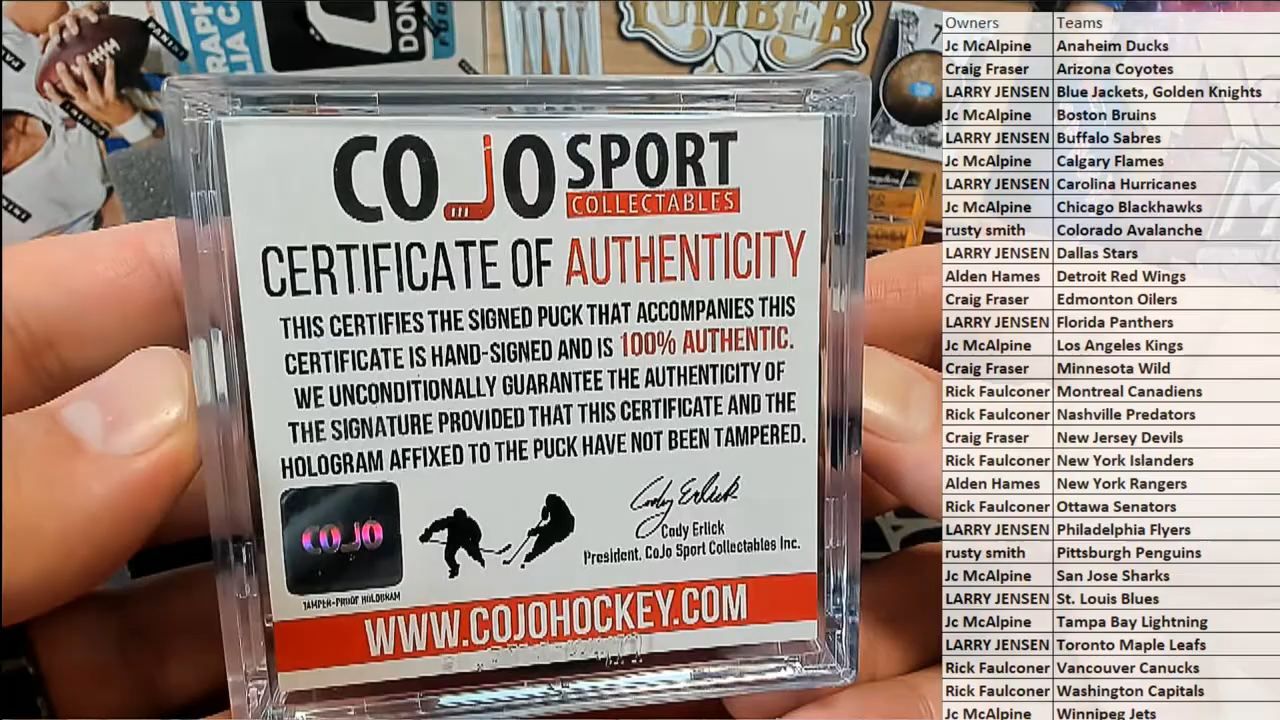 PANINI
DON
LUMBER
COJO SPORT
COLLECTABLES
CERTIFICATE OF AUTHENTICITY
THIS CERTIFIES THE SIGNED PUCK THAT ACCOMPANIES THIS
CERTIFICATE IS HAND-SIGNED AND IS 100% AUTHENTIC.
WE UNCONDITIONALLY GUARANTEE THE AUTHENTICITY OF
THE SIGNATURE PROVIDED THAT THIS CERTIFICATE AND THE
HOLOGRAM AFFIXED TO THE PUCK HAVE NOT BEEN TAMPERED.
COJO
TAMPER-PROOF HOLOGRAM
Cody Erlick
Cody Erlick
President. CoJo Sport Collectables Inc.
WWW.COJOHOCKEY.COM
Owners Teams
Jc McAlpine Anaheim Ducks
Craig Fraser Arizona Coyotes
LARRY JENSEN Blue Jackets, Golden Knights
Jc McAlpine Boston Bruins
LARRY JENSEN Buffalo Sabres
Jc McAlpine Calgary Flames
LARRY JENSEN Carolina Hurricanes
Jc McAlpine Chicago Blackhawks
rusty smith Colorado Avalanche
LARRY JENSEN Dallas Stars
Alden Hames Detroit Red Wings
Craig Fraser Edmonton Oilers
LARRY JENSEN Florida Panthers
Jc McAlpine Los Angeles Kings
Craig Fraser Minnesota Wild
Rick Faulconer Montreal Canadiens
Rick Faulconer Nashville Predators
Craig Fraser New Jersey Devils
Rick Faulconer New York Islanders
Alden Hames New York Rangers
Rick Faulconer Ottawa Senators
LARRY JENSEN Philadelphia Flyers
rusty smith Pittsburgh Penguins
Jc McAlpine San Jose Sharks
LARRY JENSEN St. Louis Blues
Jc McAlpine Tampa Bay Lightning
LARRY JENSEN Toronto Maple Leafs
Rick Faulconer Vancouver Canucks
Rick Faulconer Washington Capitals
Jc McAlpine Winnipeg Jets